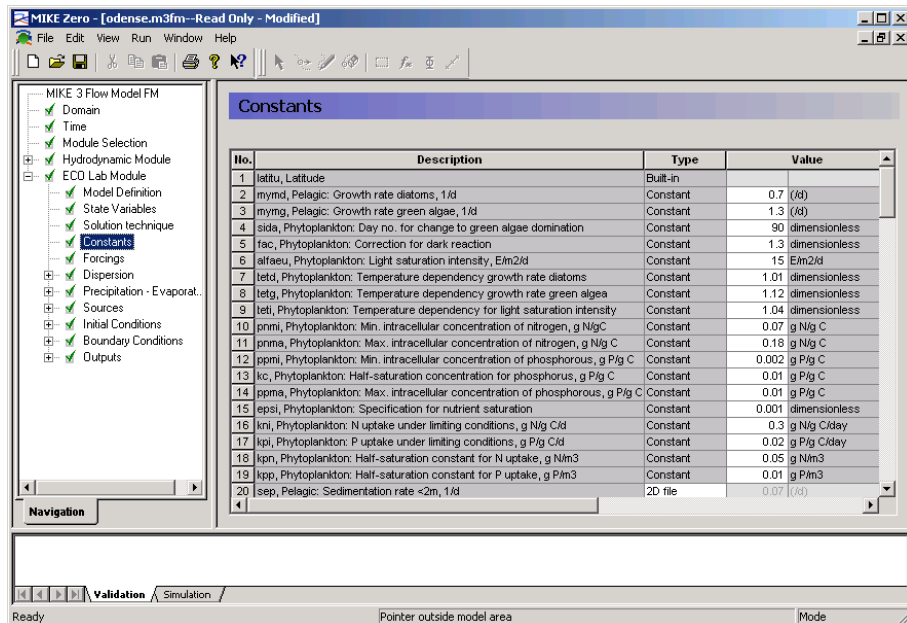 MIKE Zero - [odense.m3fm--Read Only - Modified]
File Edit View Run Window Help
MIKE 3 Flow Model FM
Domain
Time
Module Selection
Hydrodynamic Module
ECO Lab Module
Model Definition
State Variables
Solution technique
Constants
Forcings
Dispersion
Precipitation - Evaporat..
Sources
Initial Conditions
Boundary Conditions
Outputs
Navigation
Constants
No. Description Type Value
1 latitu, Latitude Built-in
2 mymd, Pelagic: Growth rate diatoms, 1/d Constant 0.7 (/d)
3 mymg, Pelagic: Growth rate green algae, 1/d Constant 1.3 (/d)
4 sida, Phytoplankton: Day no. for change to green algae domination Constant 90 dimensionless
5 fac, Phytoplankton: Correction for dark reaction Constant 1.3 dimensionless
6 alfaeu, Phytoplankton: Light saturation intensity, E/m2/d Constant 15 E/m2/d
7 tetd, Phytoplankton: Temperature dependency growth rate diatoms Constant 1.01 dimensionless
8 tetg, Phytoplankton: Temperature dependency growth rate green algea Constant 1.12 dimensionless
9 teti, Phytoplankton: Temperature dependency for light saturation intensity Constant 1.04 dimensionless
10 pnmi, Phytoplankton: Min. intracellular concentration of nitrogen, g N/gC Constant 0.07 g N/g C
11 pnma, Phytoplankton: Max. intracellular concentration of nitrogen, g N/g C Constant 0.18 g N/g C
12 ppmi, Phytoplankton: Min. intracellular concentration of phosphorous, g P/g C Constant 0.002 g P/g C
13 kc, Phytoplankton: Half-saturation concentration for phosphorus, g P/g C Constant 0.01 g P/g C
14 ppma, Phytoplankton: Max. intracellular concentration of phosphorous, g P/g C Constant 0.01 g P/g C
15 epsi, Phytoplankton: Specification for nutrient saturation Constant 0.001 dimensionless
16 kni, Phytoplankton: N uptake under limiting conditions, g N/g C/d Constant 0.3 g N/g C/day
17 kpi, Phytoplankton: P uptake under limiting conditions, g P/g C/d Constant 0.02 g P/g C/day
18 kpn, Phytoplankton: Half-saturation constant for N uptake, g N/m3 Constant 0.05 g N/m3
19 kpp, Phytoplankton: Half-saturation constant for P uptake, g P/m3 Constant 0.01 g P/m3
20 sep, Pelagic: Sedimentation rate <2m, 1/d 2D file 0.07 (/d)
Validation Simulation
Ready Pointer outside model area Mode